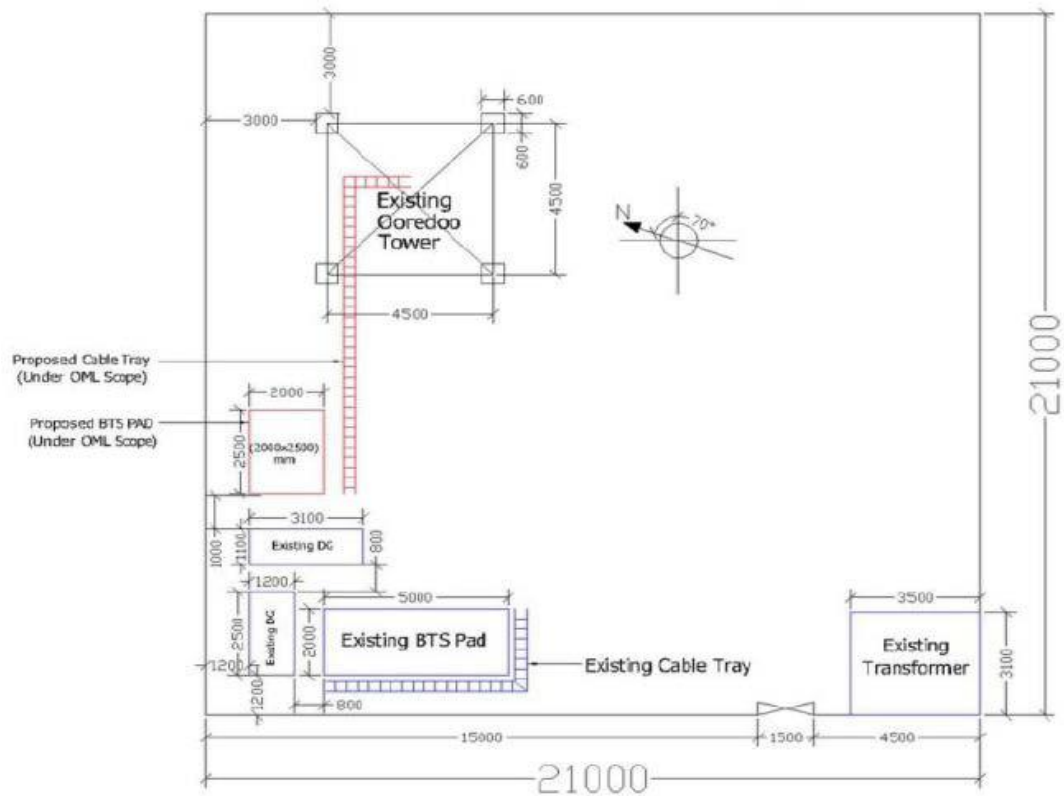 3000
3000
600
600
4500
4500
Existing
Ooredoo
Tower
N
70°
21000
Proposed Cable Tray
(Under OML Scope)
2000
Proposed BTS PAD
(Under OML Scope)
2500
(2000x2500)
mm
3100
1000
1100
Existing DG
800
1200
5000
3500
2500
Existing DG
2000
Existing BTS Pad
Existing Cable Tray
Existing
Transformer
3100
1200
1200
800
15000
1500
4500
21000